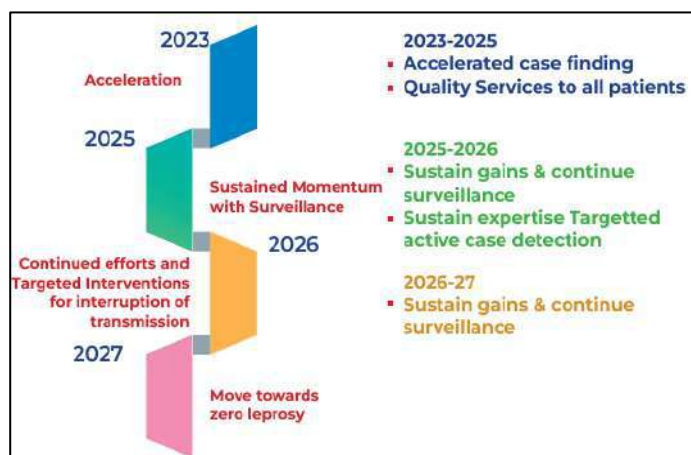 2023
Acceleration
2025
Sustained Momentum
with Surveillance
2026
Continued efforts and
Targeted Interventions
for interruption of
transmission
2027
Move towards
zero leprosy
2023-2025
Accelerated case finding
Quality Services to all patients
2025-2026
Sustain gains & continue
surveillance
Sustain expertise Targetted
active case detection
2026-27
Sustain gains & continue
surveillance